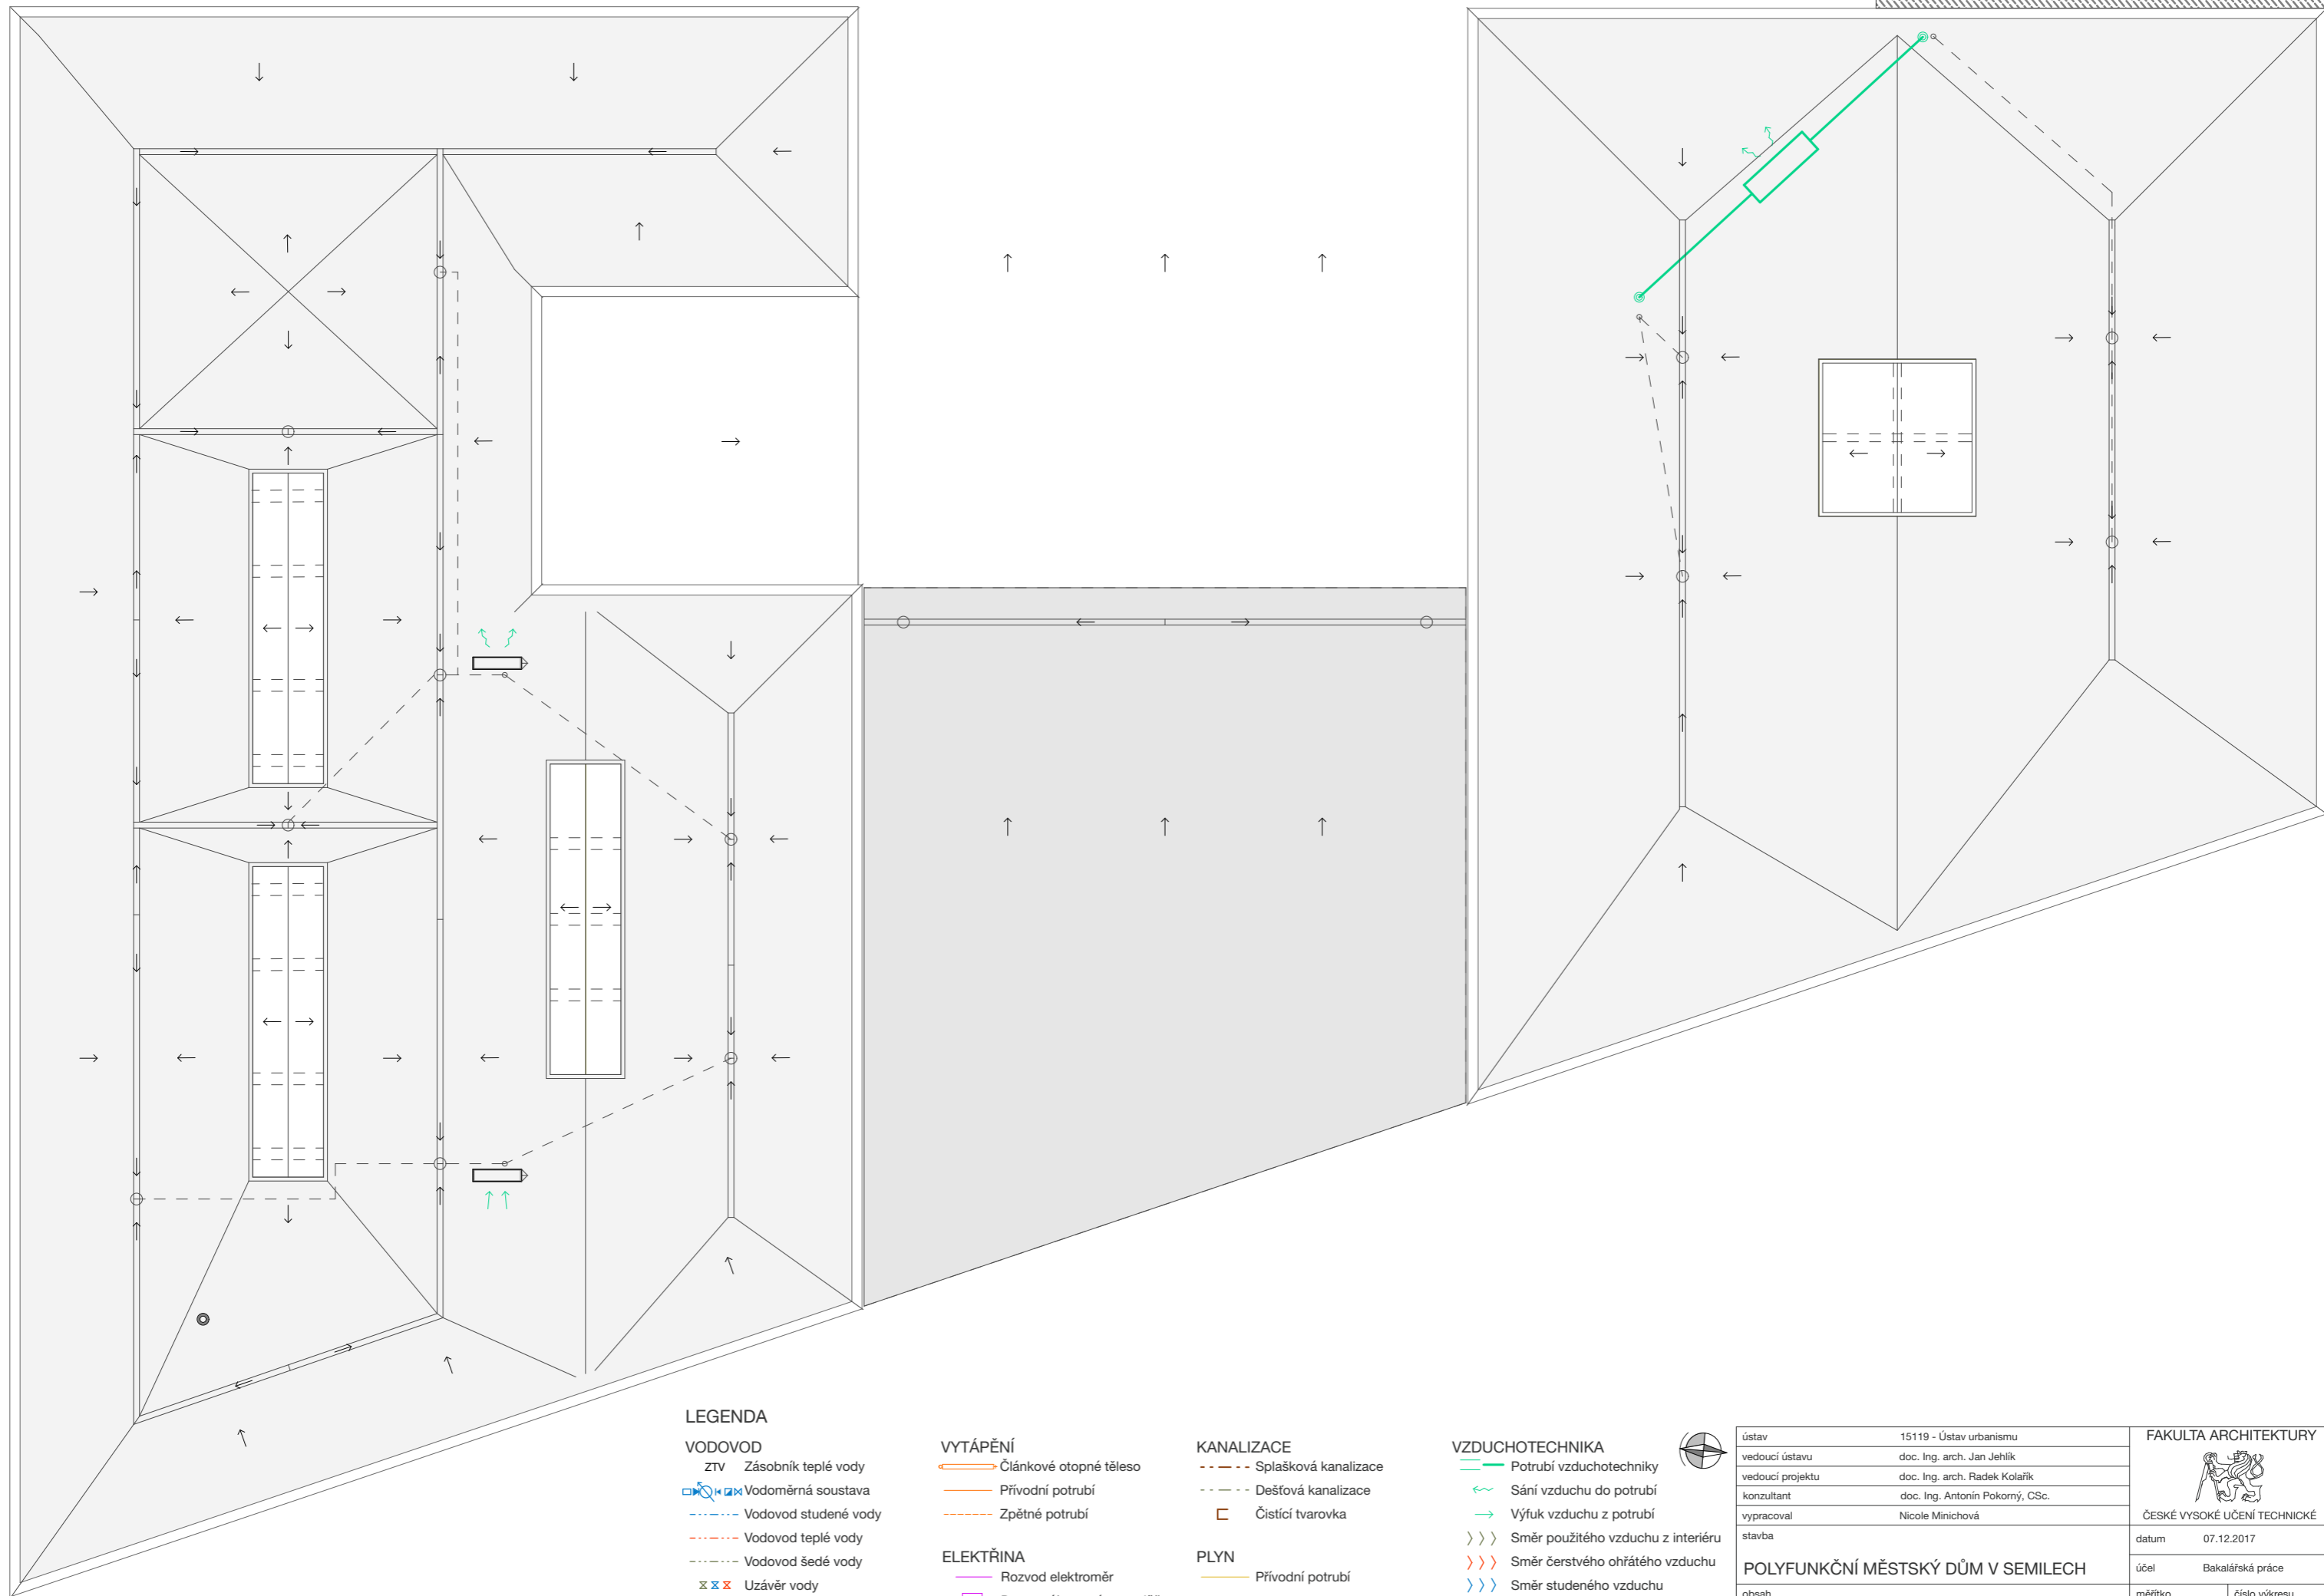 LEGENDA
VODOVOD
ZTV Zásobník teplé vody
Vodoměrná soustava
Vodovod studené vody
Vodovod teplé vody
Vodovod šedé vody
Uzávěr vody
VYTÁPĚNÍ
Článkové otopné těleso
Přívodní potrubí
Zpětné potrubí
ELEKTŘINA
Rozvod elektroměr
KANALIZACE
Splašková kanalizace
Dešťová kanalizace
Čistící tvarovka
PLYN
Přívodní potrubí
VZDUCHOTECHNIKA
Potrubí vzduchotechniky
Sání vzduchu do potrubí
Výfuk vzduchu z potrubí
Směr použitého vzduchu z interiéru
Směr čerstvého ohřátého vzduchu
Směr studeného vzduchu
ústav 15119 - Ústav urbanismu
vedoucí ústavu doc. Ing. arch. Jan Jehlík
vedoucí projektu doc. Ing. arch. Radek Kolařík
konzultant doc. Ing. Antonín Pokorný, CSc.
vypracoval Nicole Minichová
stavba
POLYFUNKČNÍ MĚSTSKÝ DŮM V SEMILECH
obsah
FAKULTA ARCHITEKTURY
ČESKÉ VYSOKÉ UČENÍ TECHNICKÉ
datum 07.12.2017
účel Bakalářská práce
měřítko číslo výkresu